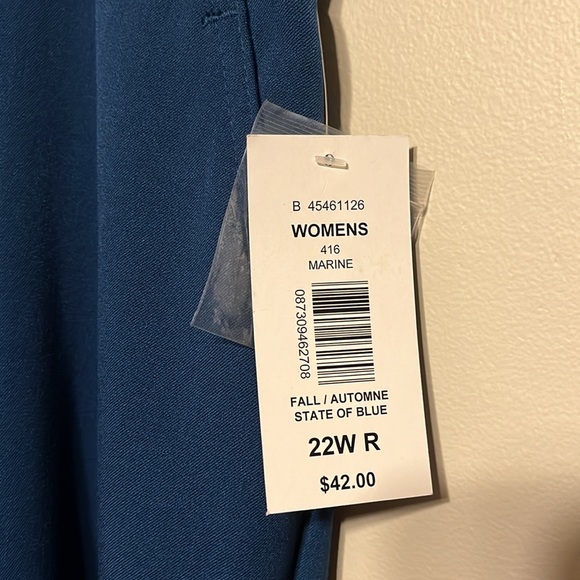 B 45461126
WOMENS
416
MARINE
087309462708
FALL / AUTOMNE
STATE OF BLUE
22W R
$42.00